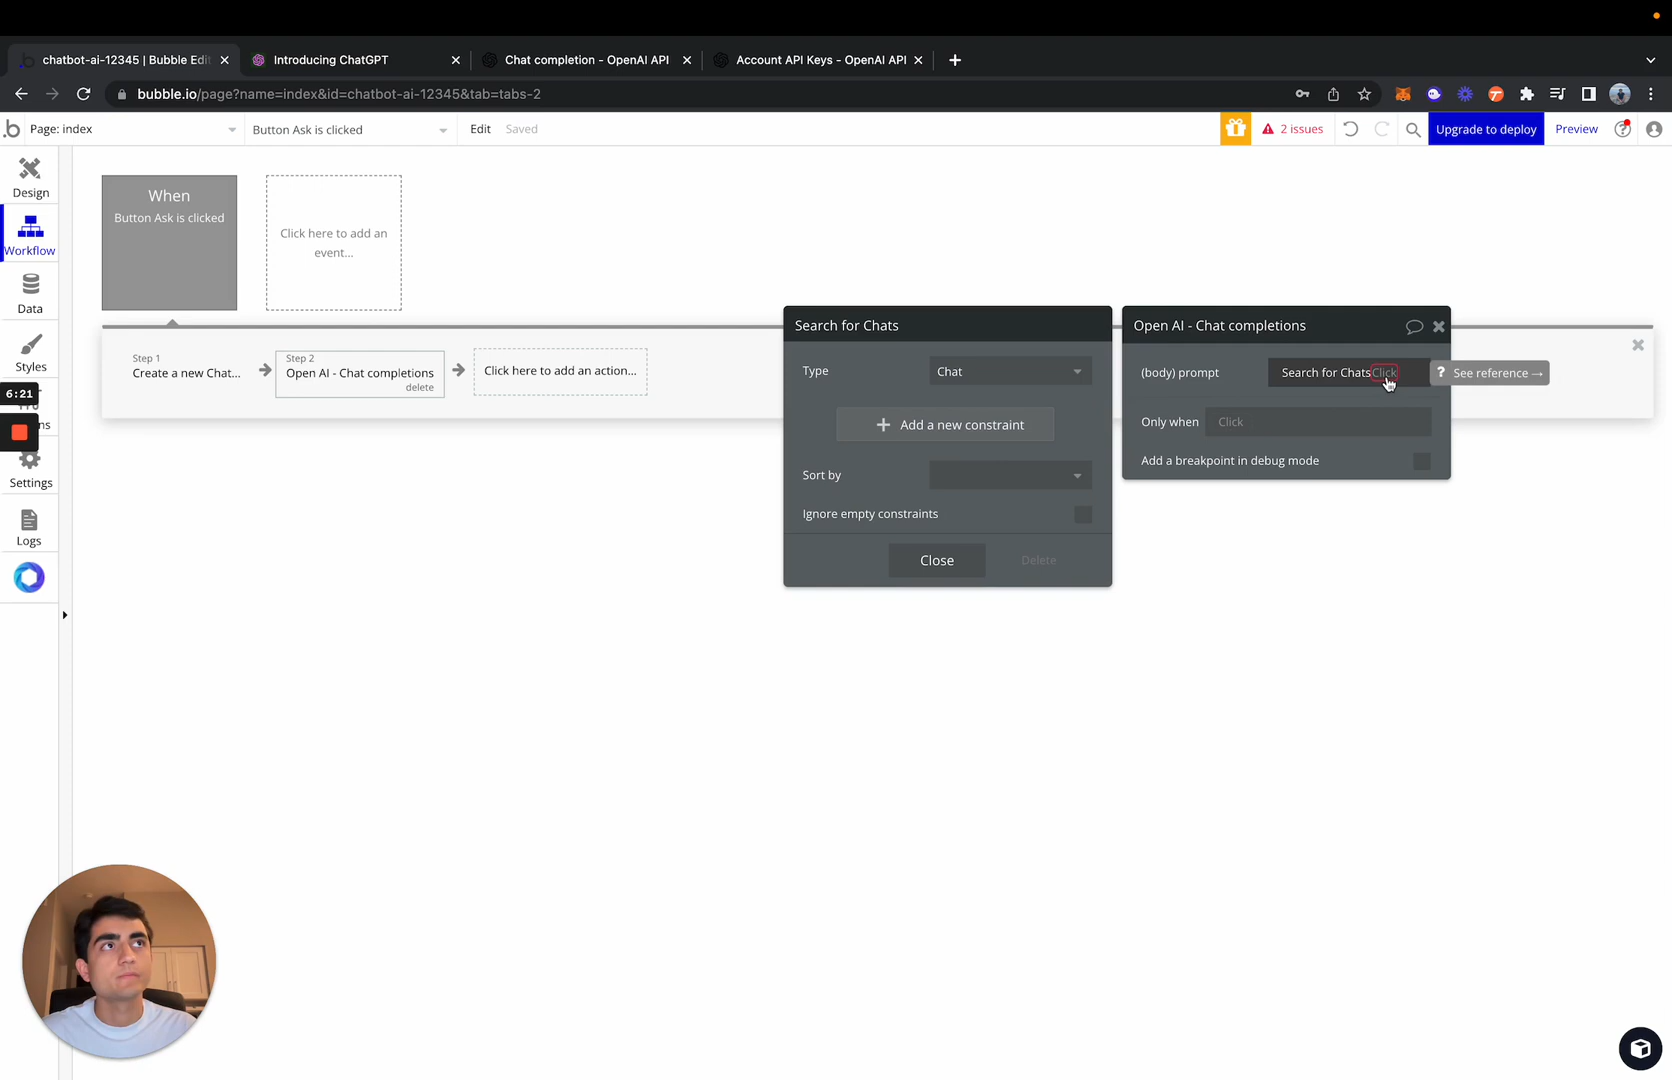 chatbot-ai-12345 | Bubble Edit
Introducing ChatGPT
Chat completion - OpenAI API
Account API Keys - OpenAI API
bubble.io/page?name=index&id=chatbot-ai-12345&tab=tabs-2
.b
Page: index
Button Ask is clicked
Edit
Saved
2 issues
Upgrade to deploy
Preview
Design
Workflow
Data
Styles
6:21
ns
Settings
Logs
When
Button Ask is clicked
Click here to add an
event...
Step 1
Create a new Chat...
Step 2
Open AI - Chat completions
delete
Click here to add an action...
Search for Chats
Type
Chat
Add a new constraint
Sort by
Ignore empty constraints
Close
Delete
Open AI - Chat completions
(body) prompt
Search for ChatsClick
? See reference →
Only when
Click
Add a breakpoint in debug mode